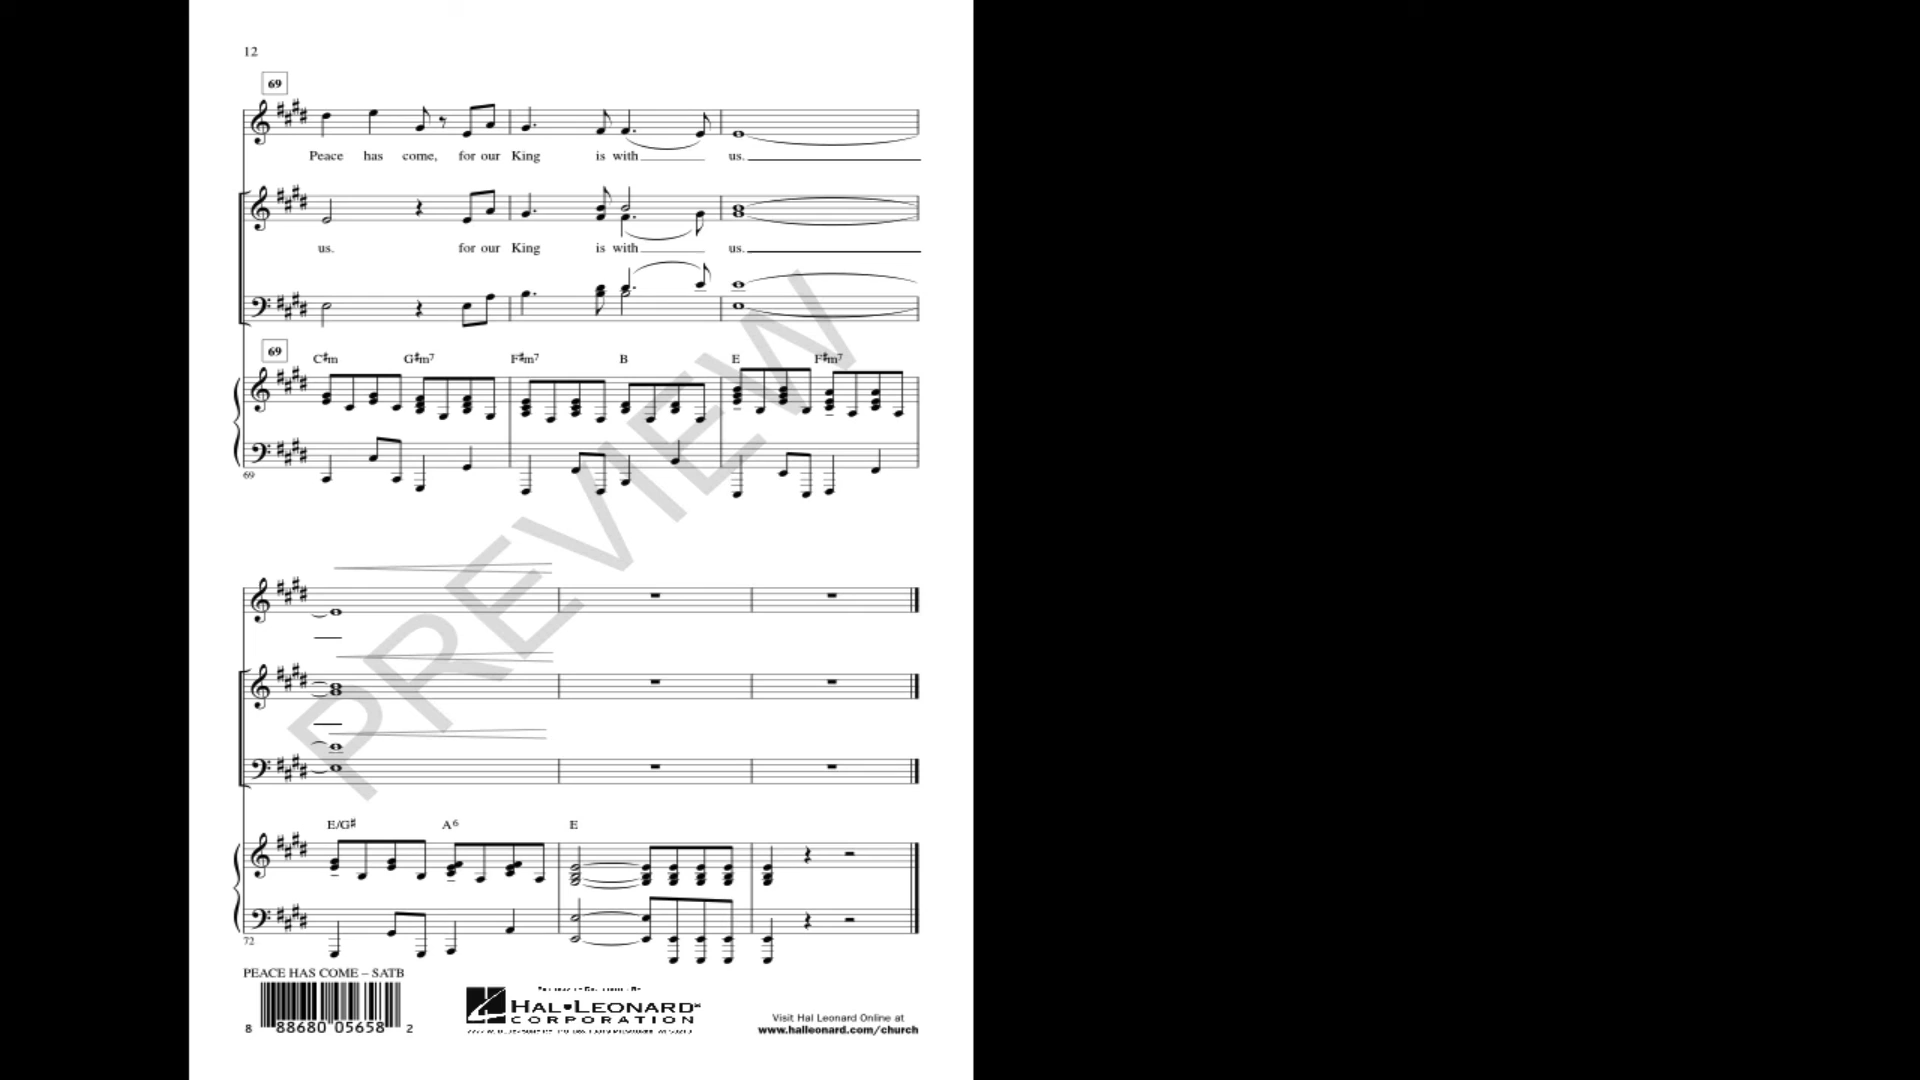 12
69
Peace has come, for our King is with us.
us. for our King is with us.
69
C#m G#m7 F#m7 B E F#m7
69
PREVIEW
E/G# A6 E
72
PEACE HAS COME – SATB
8 88680 05658 2
HAL•LEONARD
CORPORATION
Visit Hal Leonard Online at
www.halleonard.com/church